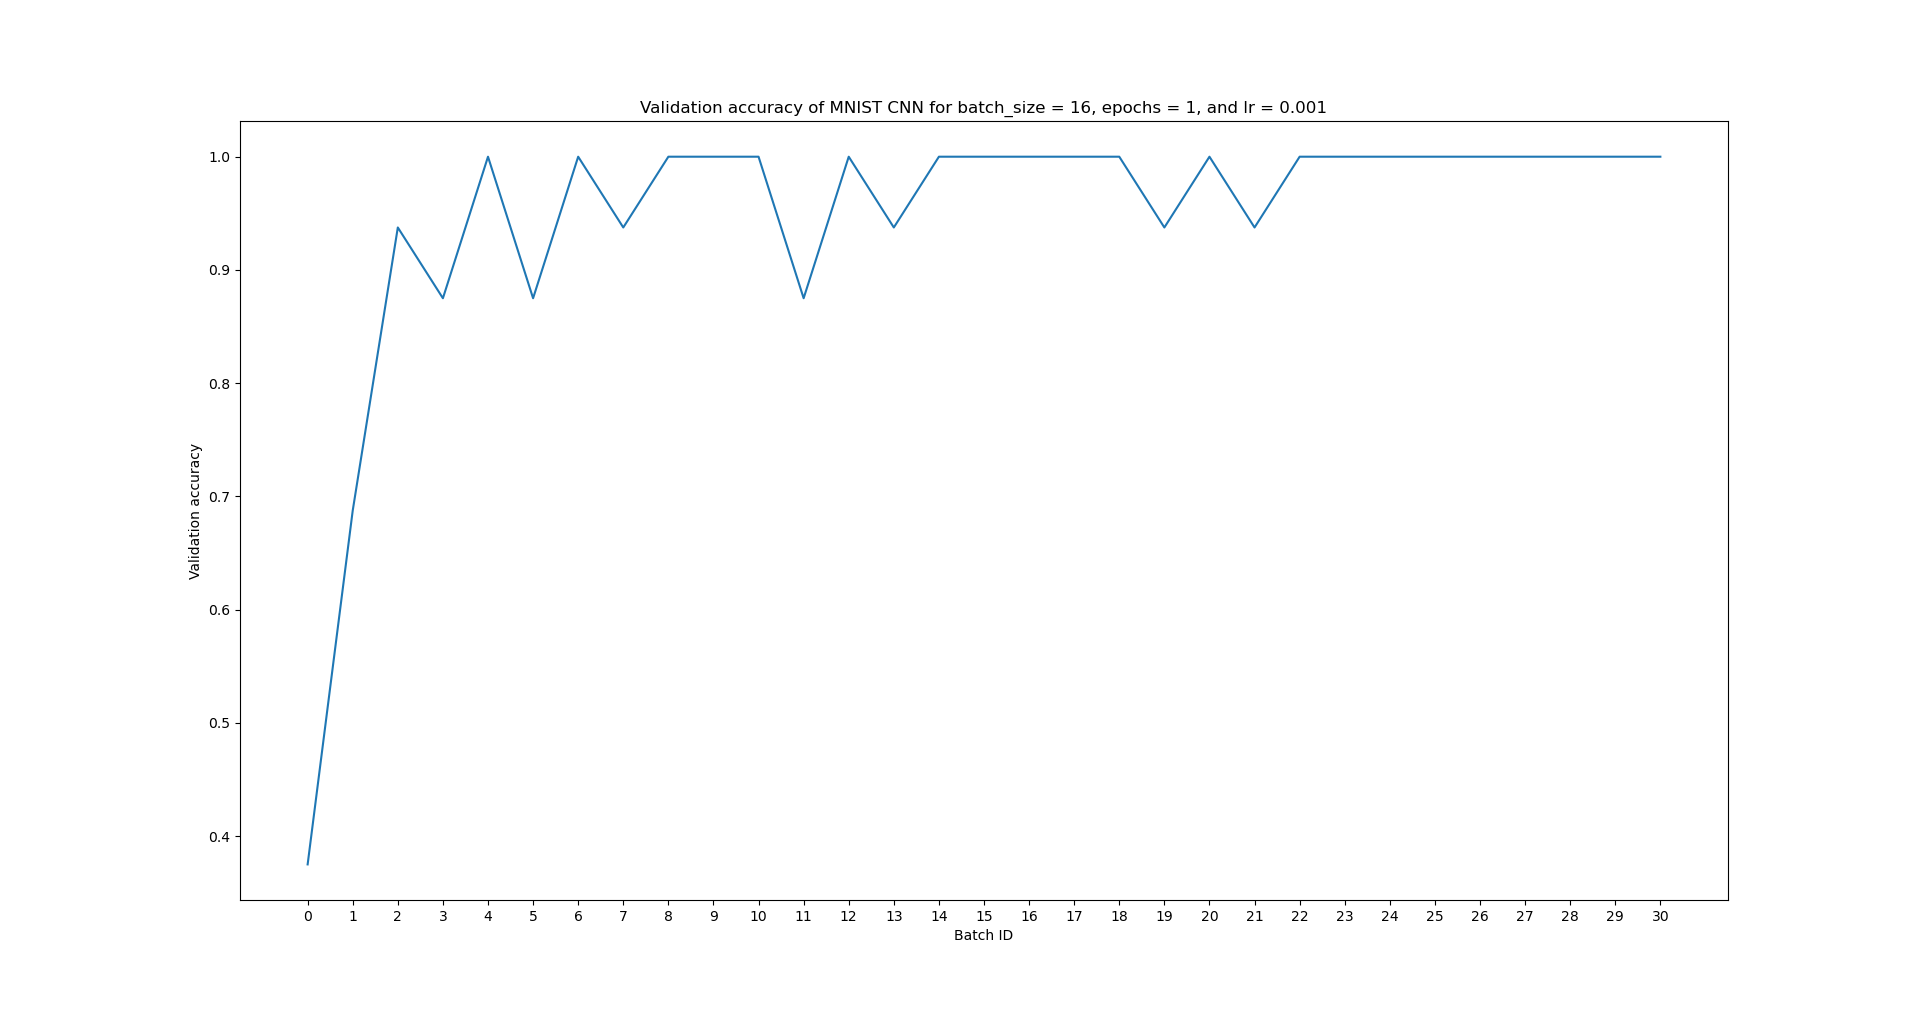 Validation accuracy of MNIST CNN for batch_size = 16, epochs = 1, and lr = 0.001
Validation accuracy
1.0
0.9
0.8
0.7
0.6
0.5
0.4
0 1 2 3 4 5 6 7 8 9 10 11 12 13 14 15 16 17 18 19 20 21 22 23 24 25 26 27 28 29 30
Batch ID